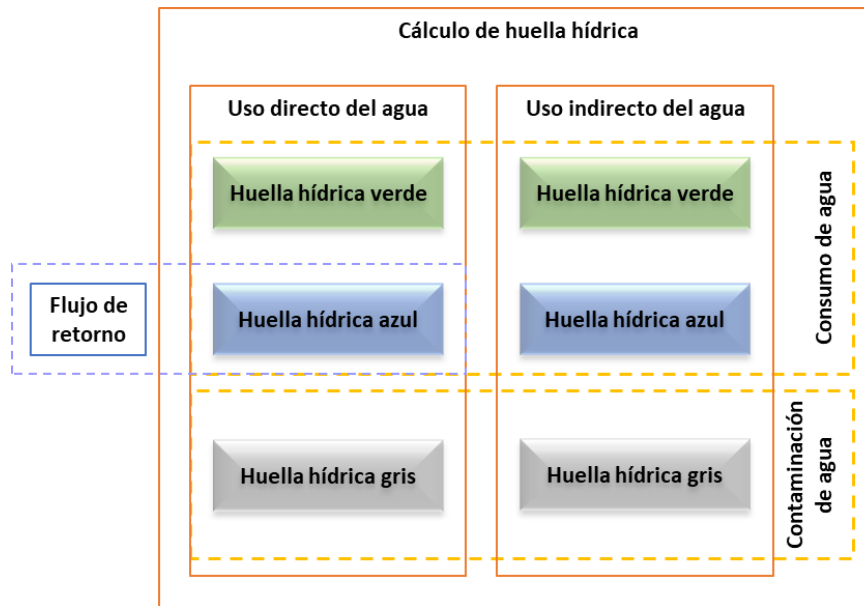 Cálculo de huella hídrica
Uso directo del agua
Uso indirecto del agua
Huella hídrica verde
Huella hídrica verde
Consumo de agua
Flujo de
retorno
Huella hídrica azul
Huella hídrica azul
Huella hídrica gris
Huella hídrica gris
Contaminación
de agua